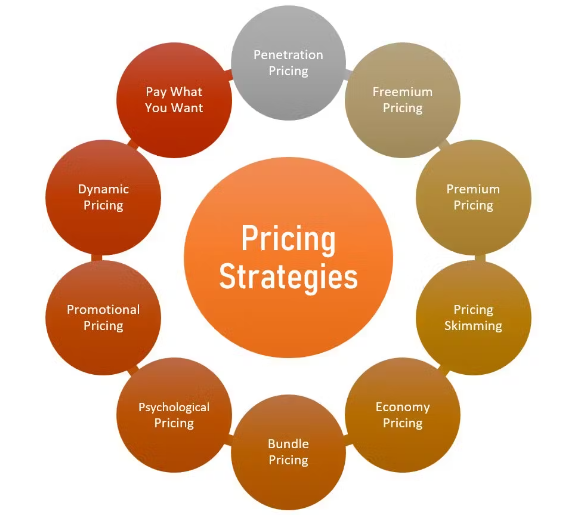 Penetration
Pricing
Freemium
Pricing
Premium
Pricing
Pricing
Skimming
Economy
Pricing
Bundle
Pricing
Psychological
Pricing
Promotional
Pricing
Dynamic
Pricing
Pay What
You Want
Pricing
Strategies